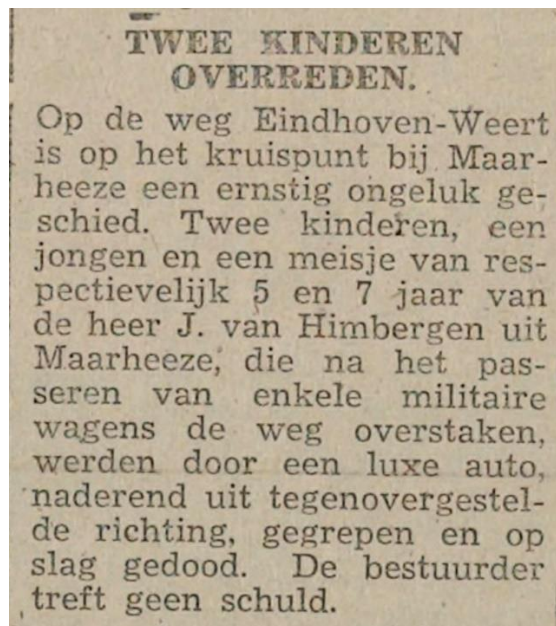 TWEE KINDEREN
OVERREDEN.
Op de weg Eindhoven-Weert
is op het kruispunt bij Maar-
heeze een ernstig ongeluk ge-
schied. Twee kinderen, een
jongen en een meisje van res-
pectievelijk 5 en 7 jaar van
de heer J. van Himbergen uit
Maarheeze, die na het pas-
seren van enkele militaire
wagens de weg overstaken,
werden door een luxe auto,
naderend uit tegenovergestel-
de richting, gegrepen en op
slag gedood. De bestuurder
treft geen schuld.